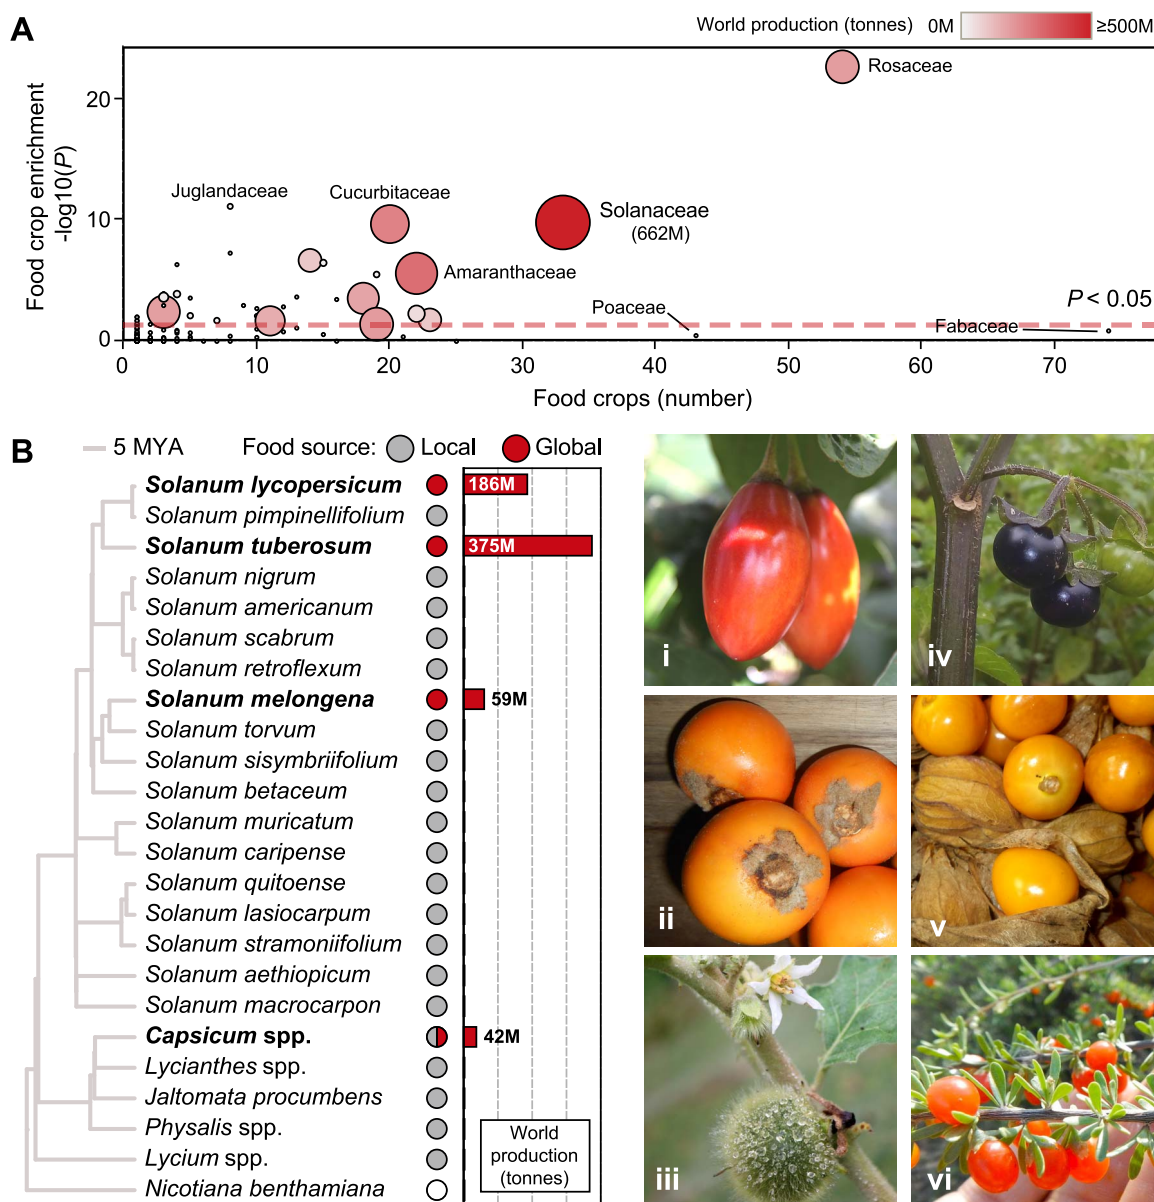 A
World production (tonnes) 0M ≥500M
Food crop enrichment
-log10(P)
20
10
0
Rosaceae
Juglandaceae
Cucurbitaceae
Solanaceae
(662M)
Amaranthaceae
Poaceae
P < 0.05
Fabaceae
0 10 20 30 40 50 60 70
Food crops (number)
B
5 MYA Food source: Local Global
Solanum lycopersicum 186M
Solanum pimpinellifolium
Solanum tuberosum 375M
Solanum nigrum
Solanum americanum
Solanum scabrum
Solanum retroflexum
Solanum melongena 59M
Solanum torvum
Solanum sisymbriifolium
Solanum betaceum
Solanum muricatum
Solanum caripense
Solanum quitoense
Solanum lasiocarpum
Solanum stramoniifolium
Solanum aethiopicum
Solanum macrocarpon
Capsicum spp. 42M
Lycianthes spp.
Jaltomata procumbens
Physalis spp.
Lycium spp.
Nicotiana benthamiana
World
production
(tonnes)
i
iv
ii
v
iii
vi